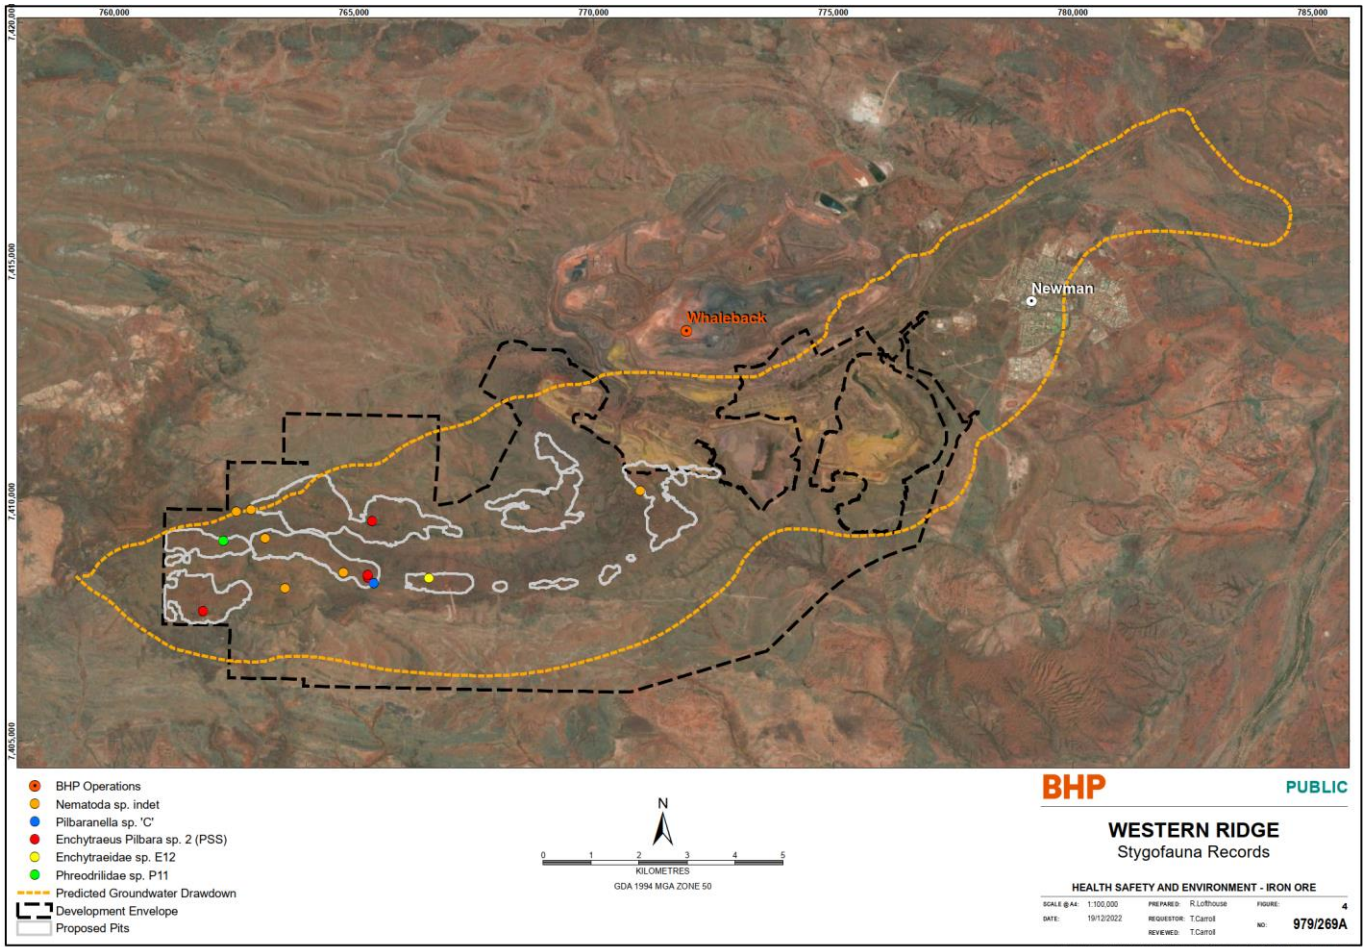 760,000 765,000 770,000 775,000 780,000 785,000
7,420,000
7,415,000
7,410,000
7,405,000
Newman
Whaleback
BHP Operations
Nematoda sp. indet
Pilbaranella sp. 'C'
Enchytraeus Pilbara sp. 2 (PSS)
Enchytraeidae sp. E12
Phreodrilidae sp. P11
Predicted Groundwater Drawdown
Development Envelope
Proposed Pits
N
0 1 2 3 4 5
KILOMETRES
GDA 1994 MGA ZONE 50
BHP
PUBLIC
WESTERN RIDGE
Stygofauna Records
HEALTH SAFETY AND ENVIRONMENT - IRON ORE
SCALE @ A4: 1:100,000 PREPARED: R.Lofthouse FIGURE: 4
DATE: 19/12/2022 REQUESTOR: T.Carroll
REVIEWED: T.Carroll NO: 979/269A